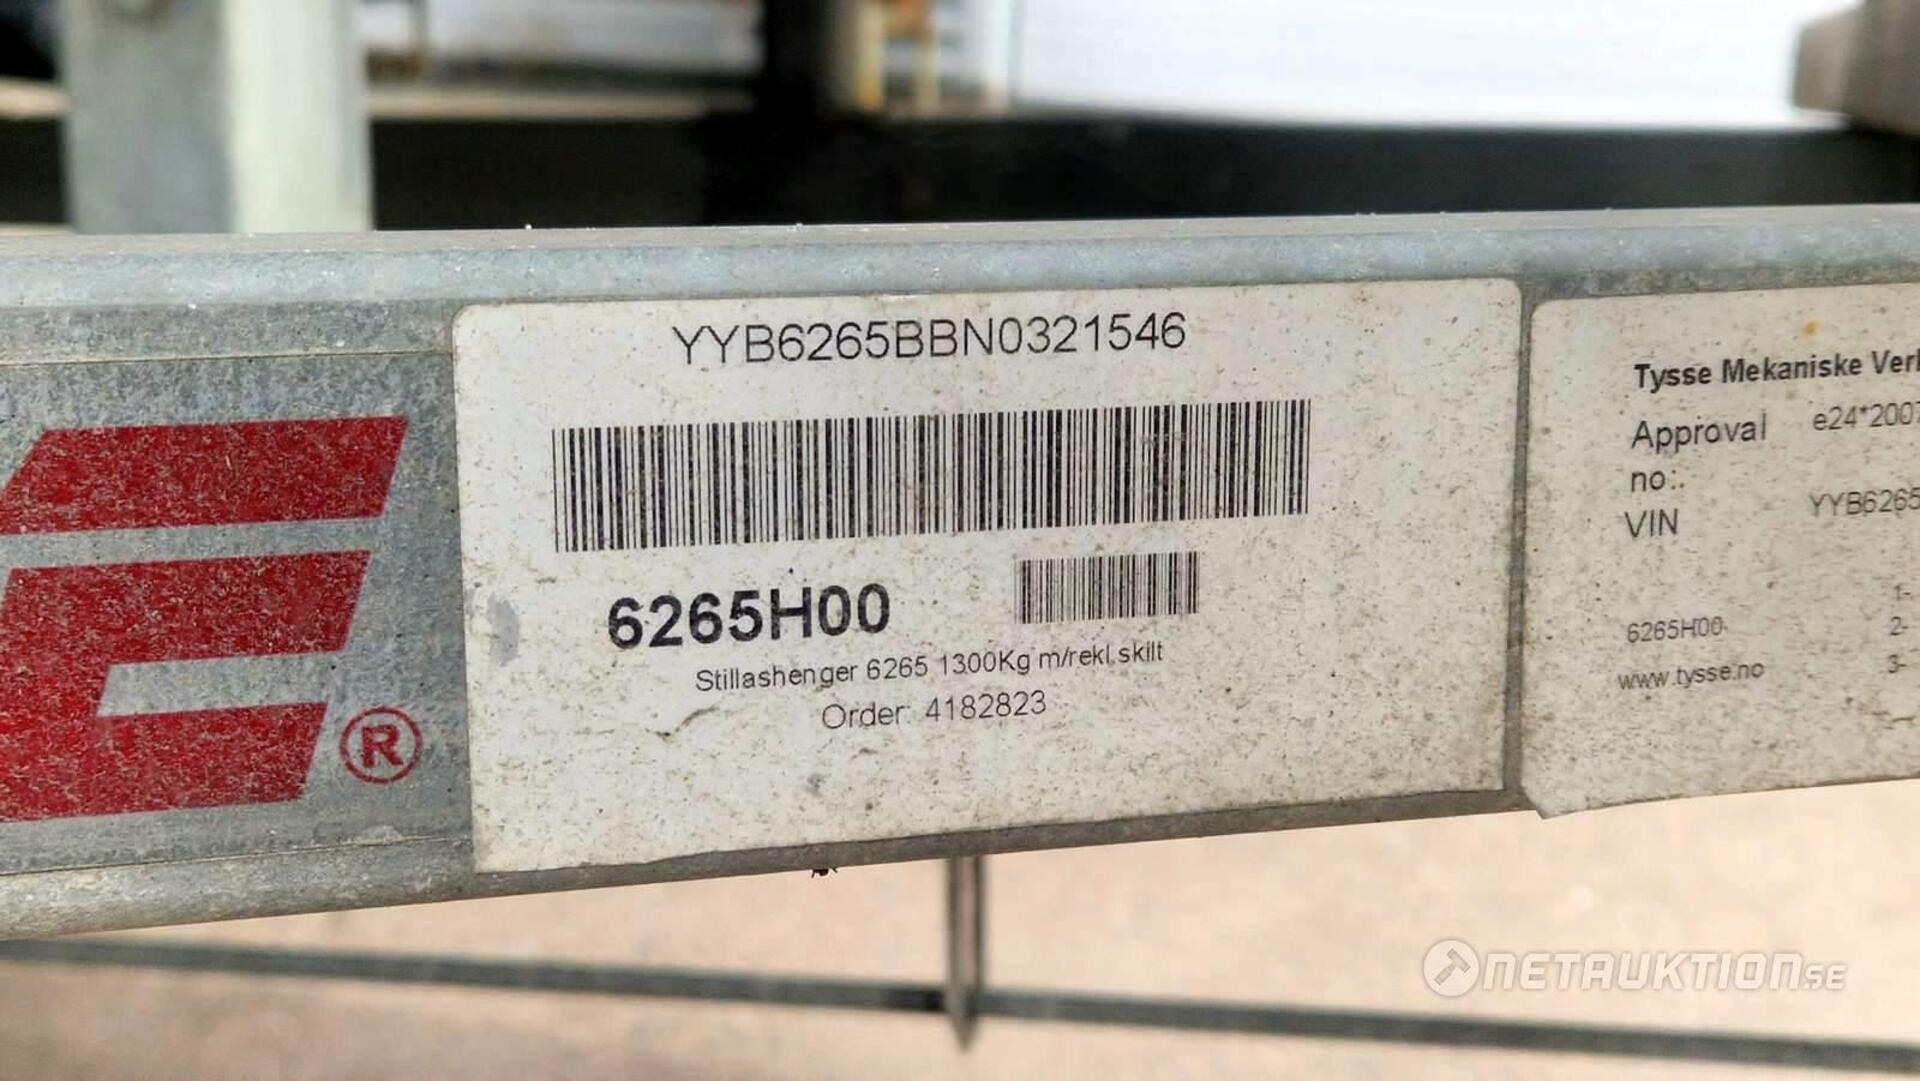 YYB6265BBN0321546
6265H00
Stillashenger 6265 1300Kg m/rekl.skilt
Order: 4182823
E
®
Tysse Mekaniske
Approval no:. e24*2007
VIN YYB6265
1-
6265H00 2-
www.tysse.no 3-
NETAUKTION.SE